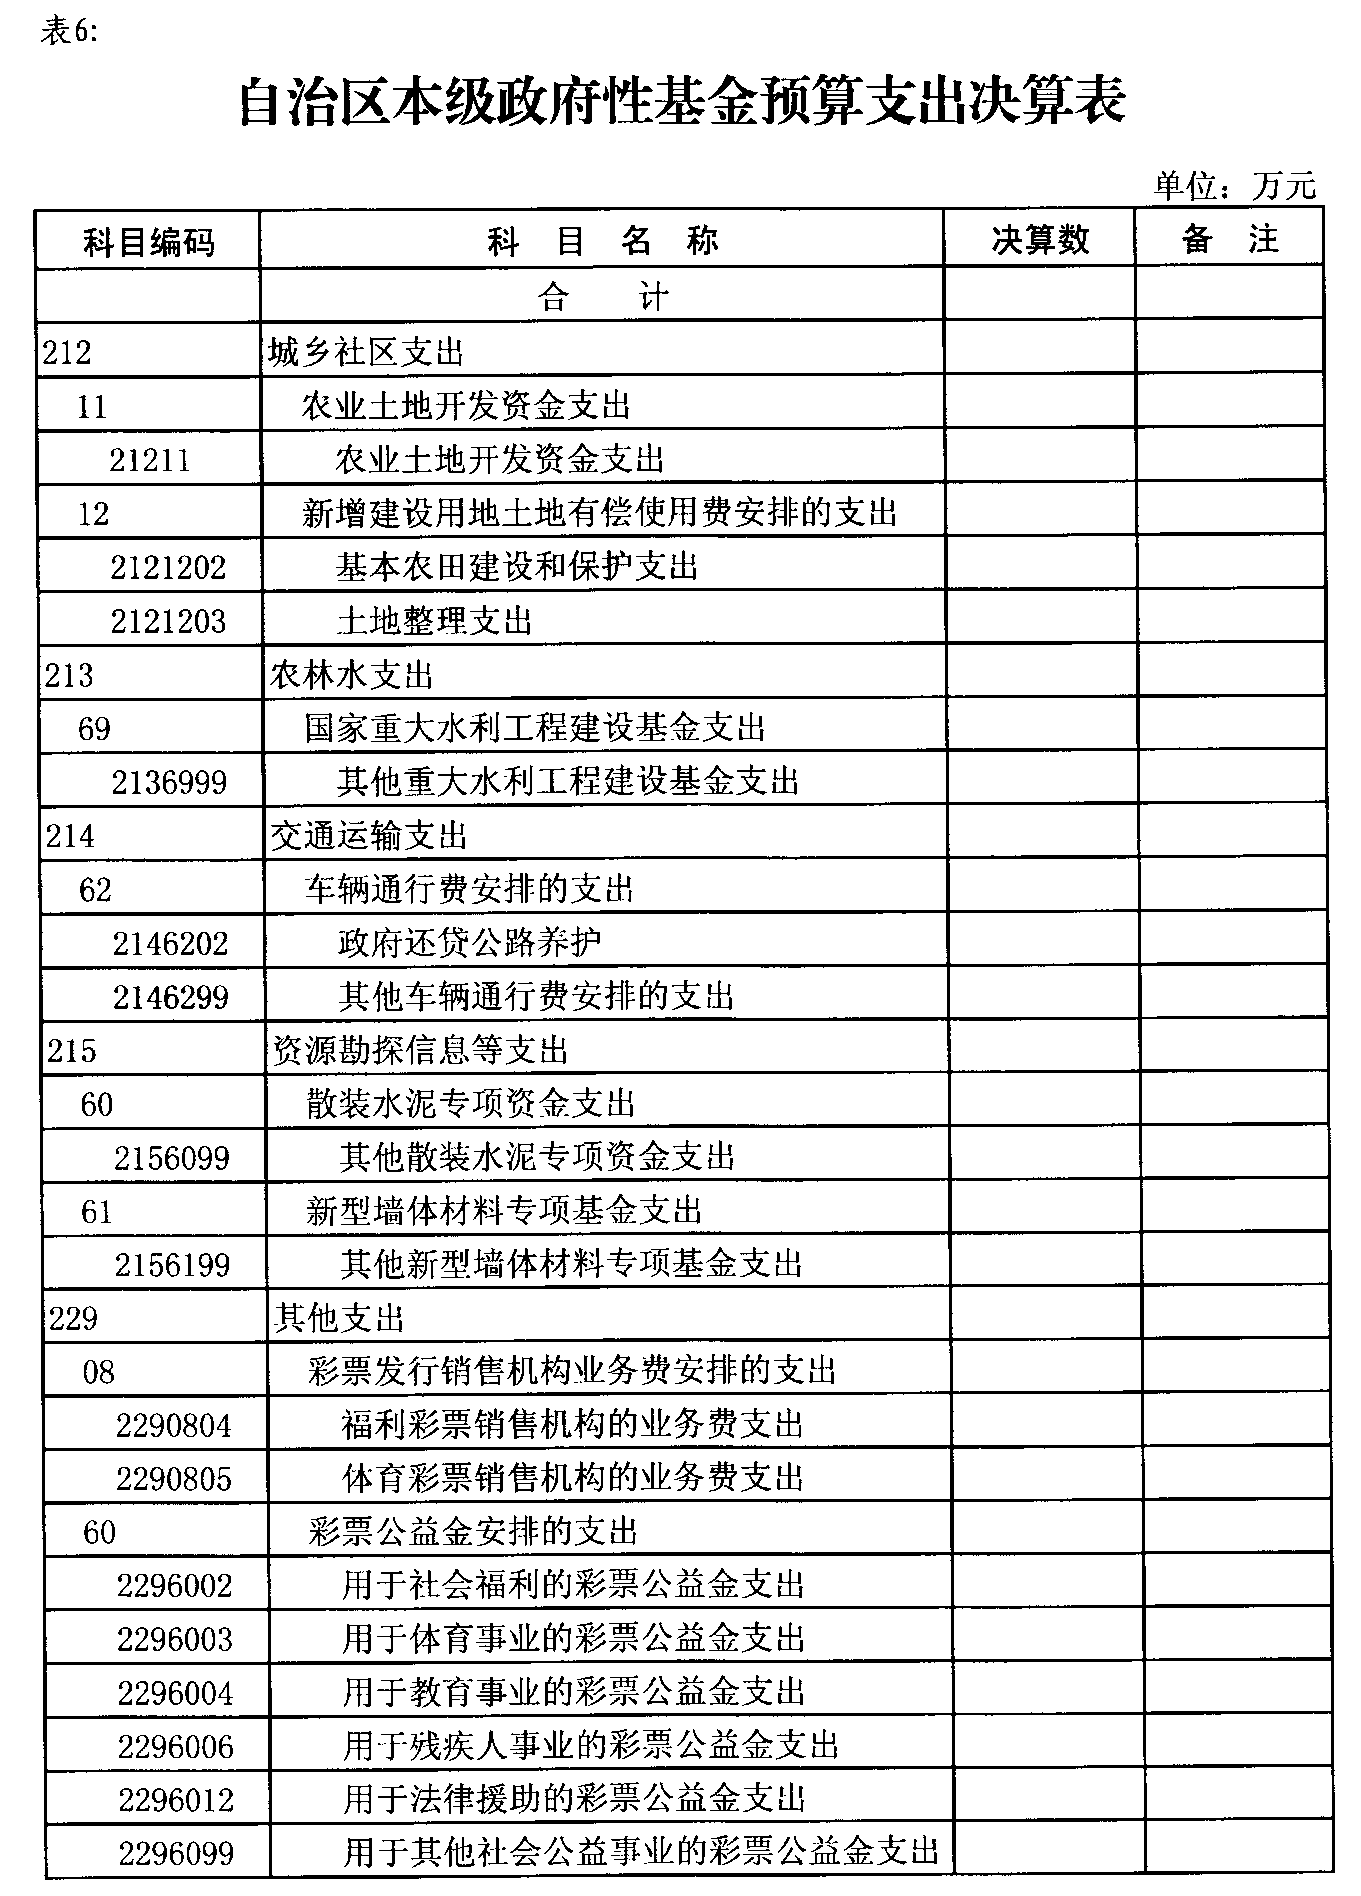 表6:
自治区本级政府性基金预算支出决算表
单位：万元
科目编码 科 目 名 称 决算数 备 注
合 计
212 城乡社区支出
11 农业土地开发资金支出
21211 农业土地开发资金支出
12 新增建设用地土地有偿使用费安排的支出
2121202 基本农田建设和保护支出
2121203 土地整理支出
213 农林水支出
69 国家重大水利工程建设基金支出
2136999 其他重大水利工程建设基金支出
214 交通运输支出
62 车辆通行费安排的支出
2146202 政府还贷公路养护
2146299 其他车辆通行费安排的支出
215 资源勘探信息等支出
60 散装水泥专项资金支出
2156099 其他散装水泥专项资金支出
61 新型墙体材料专项基金支出
2156199 其他新型墙体材料专项基金支出
229 其他支出
08 彩票发行销售机构业务费安排的支出
2290804 福利彩票销售机构的业务费支出
2290805 体育彩票销售机构的业务费支出
60 彩票公益金安排的支出
2296002 用于社会福利的彩票公益金支出
2296003 用于体育事业的彩票公益金支出
2296004 用于教育事业的彩票公益金支出
2296006 用于残疾人事业的彩票公益金支出
2296012 用于法律援助的彩票公益金支出
2296099 用于其他社会公益事业的彩票公益金支出